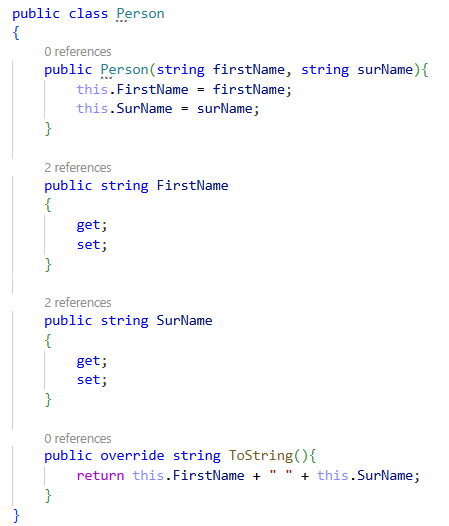 public class Person
{
0 references
public Person(string firstName, string surName){
this.FirstName = firstName;
this.SurName = surName;
}
2 references
public string FirstName
{
get;
set;
}
2 references
public string SurName
{
get;
set;
}
0 references
public override string ToString(){
return this.FirstName + " " + this.SurName;
}
}